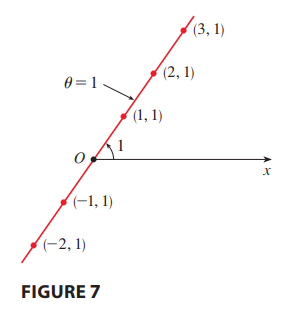 (3, 1)
(2, 1)
θ = 1
(1, 1)
1
O
x
(−1, 1)
(−2, 1)
FIGURE 7